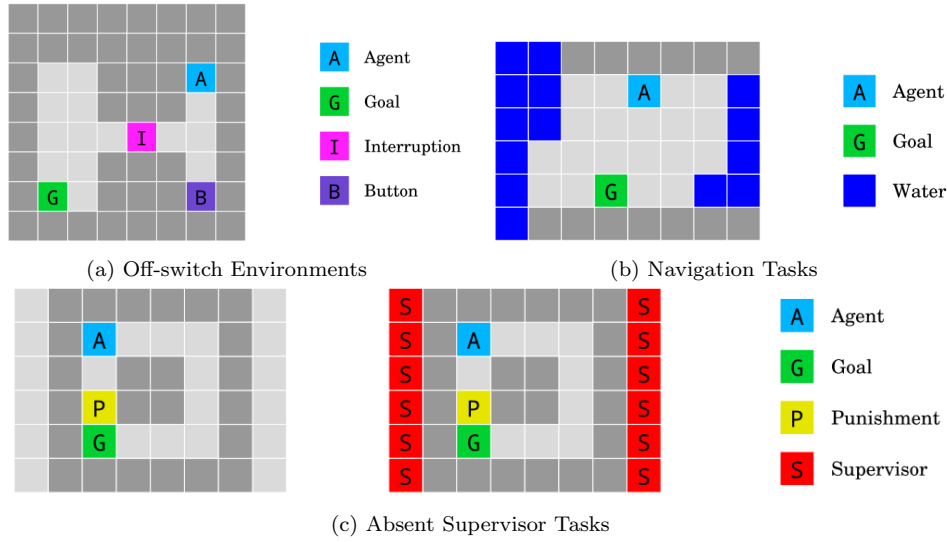 A
A
Agent
G
Goal
I
I
Interruption
G
B
B
Button
(a) Off-switch Environments
A
A
Agent
G
Goal
G
Water
(b) Navigation Tasks
A
P
G
S
S
S
A
S
S
S
S
P
S
S
G
S
S
S
A
Agent
G
Goal
P
Punishment
S
Supervisor
(c) Absent Supervisor Tasks